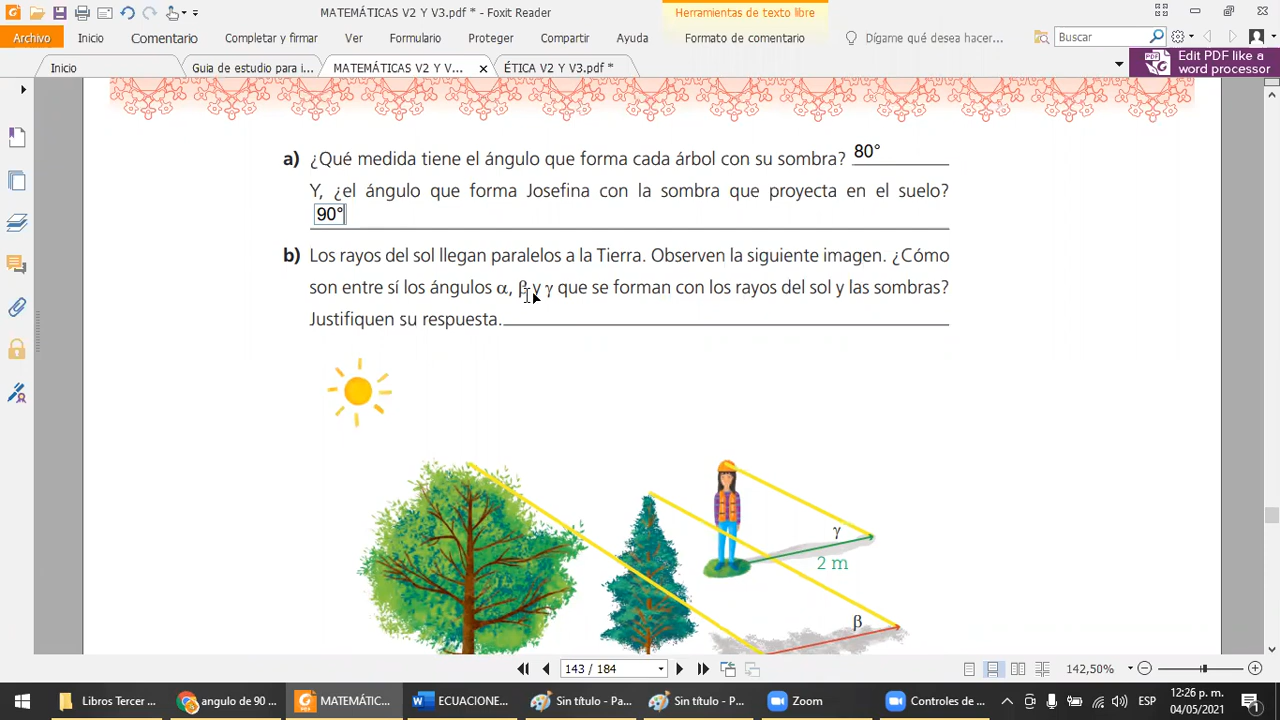 MATEMÁTICAS V2 Y V3.pdf * - Foxit Reader
Herramientas de texto libre
Archivo Inicio Comentario Completar y firmar Ver Formulario Proteger Compartir Ayuda Formato de comentario Dígame qué desea hacer... Buscar
Inicio Guia de estudio para i... MATEMÁTICAS V2 Y V... ÉTICA V2 Y V3.pdf *
Edit PDF like a
word processor
a) ¿Qué medida tiene el ángulo que forma cada árbol con su sombra? 80°
Y, ¿el ángulo que forma Josefina con la sombra que proyecta en el suelo?
90°
b) Los rayos del sol llegan paralelos a la Tierra. Observen la siguiente imagen. ¿Cómo
son entre sí los ángulos α, β y γ que se forman con los rayos del sol y las sombras?
Justifiquen su respuesta.
γ
2 m
β
143 / 184
142,50%
Libros Tercer ... angulo de 90 ... MATEMÁTIC... ECUACIONE... Sin título - Pa... Sin título - P... Zoom Controles de ... ESP
12:26 p. m.
04/05/2021
1